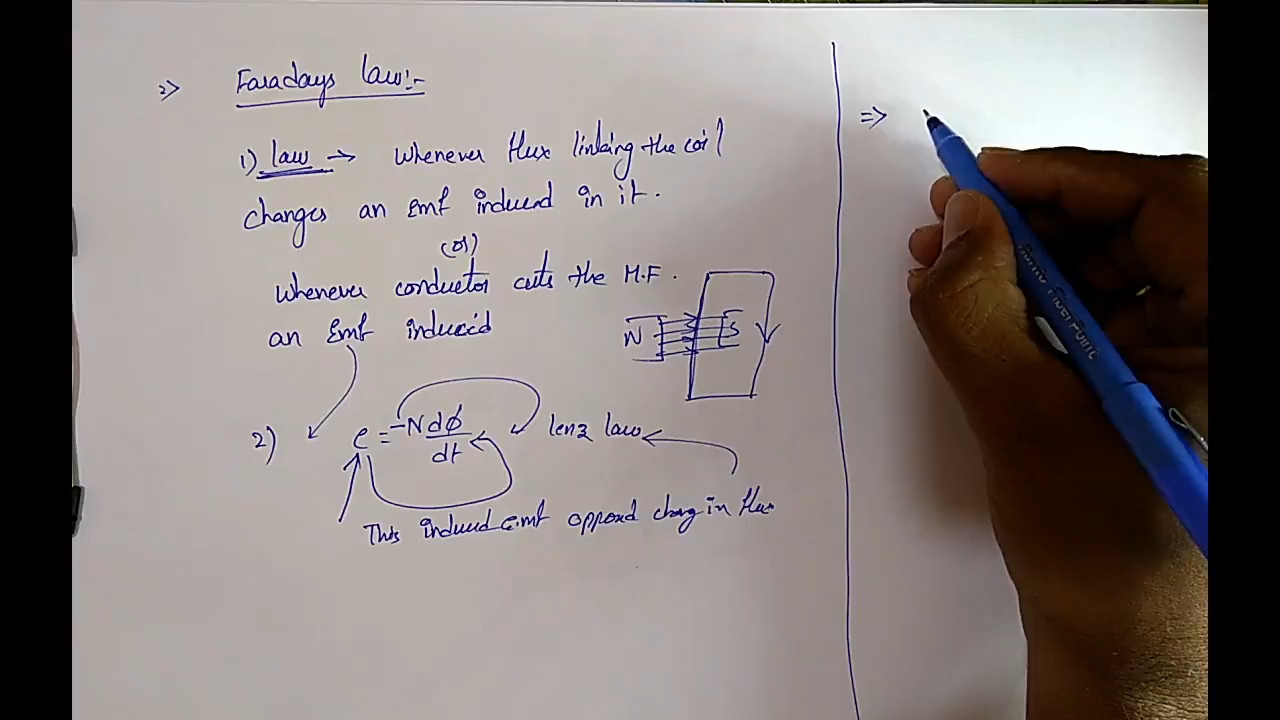 2> Faradays law:-
1) law → Whenever flux linking the coil
changes an Emf induced in it.
(or)
Whenever conductor cuts the M.F.
an Emf induced
N S
2) e = -N dϕ/dt lenz law
This induced emf opposed chang in flux
⇒